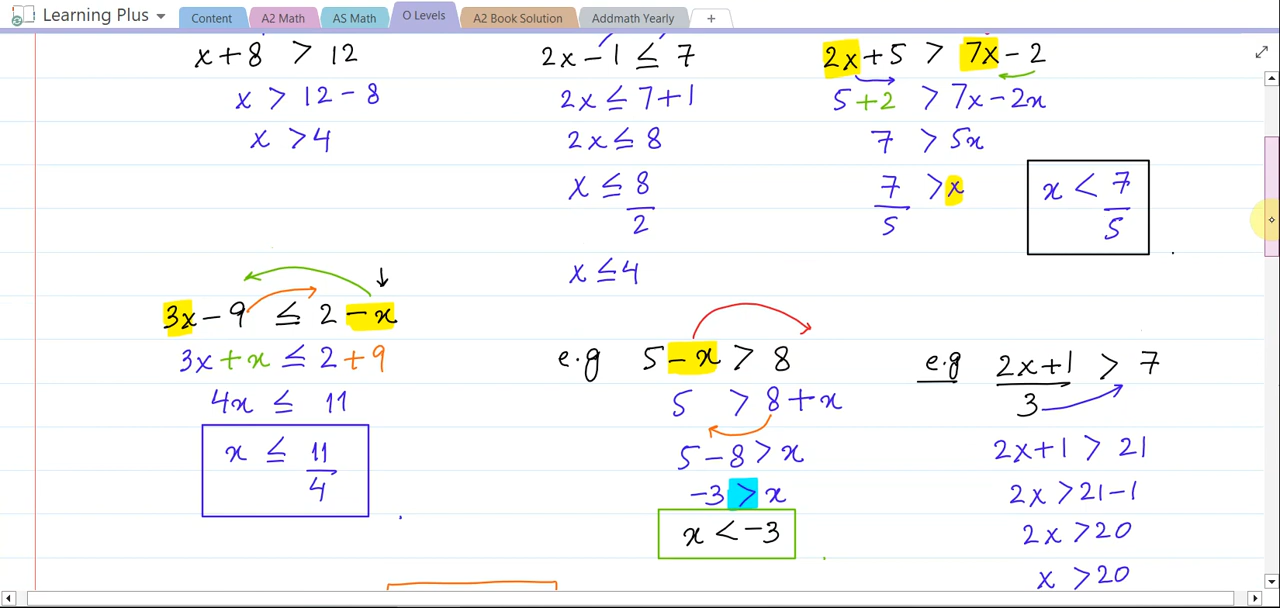 Learning Plus
Content A2 Math AS Math O Levels A2 Book Solution Addmath Yearly +
x + 8 > 12
x > 12 - 8
x > 4
2x - 1 ≤ 7
2x ≤ 7 + 1
2x ≤ 8
x ≤ 8/2
x ≤ 4
2x + 5 > 7x - 2
5 + 2 > 7x - 2x
7 > 5x
7/5 > x
x < 7/5
3x - 9 ≤ 2 - x
3x + x ≤ 2 + 9
4x ≤ 11
x ≤ 11/4
e.g 5 - x > 8
5 > 8 + x
5 - 8 > x
-3 > x
x < -3
e.g (2x+1)/3 > 7
2x + 1 > 21
2x > 21 - 1
2x > 20
x > 20